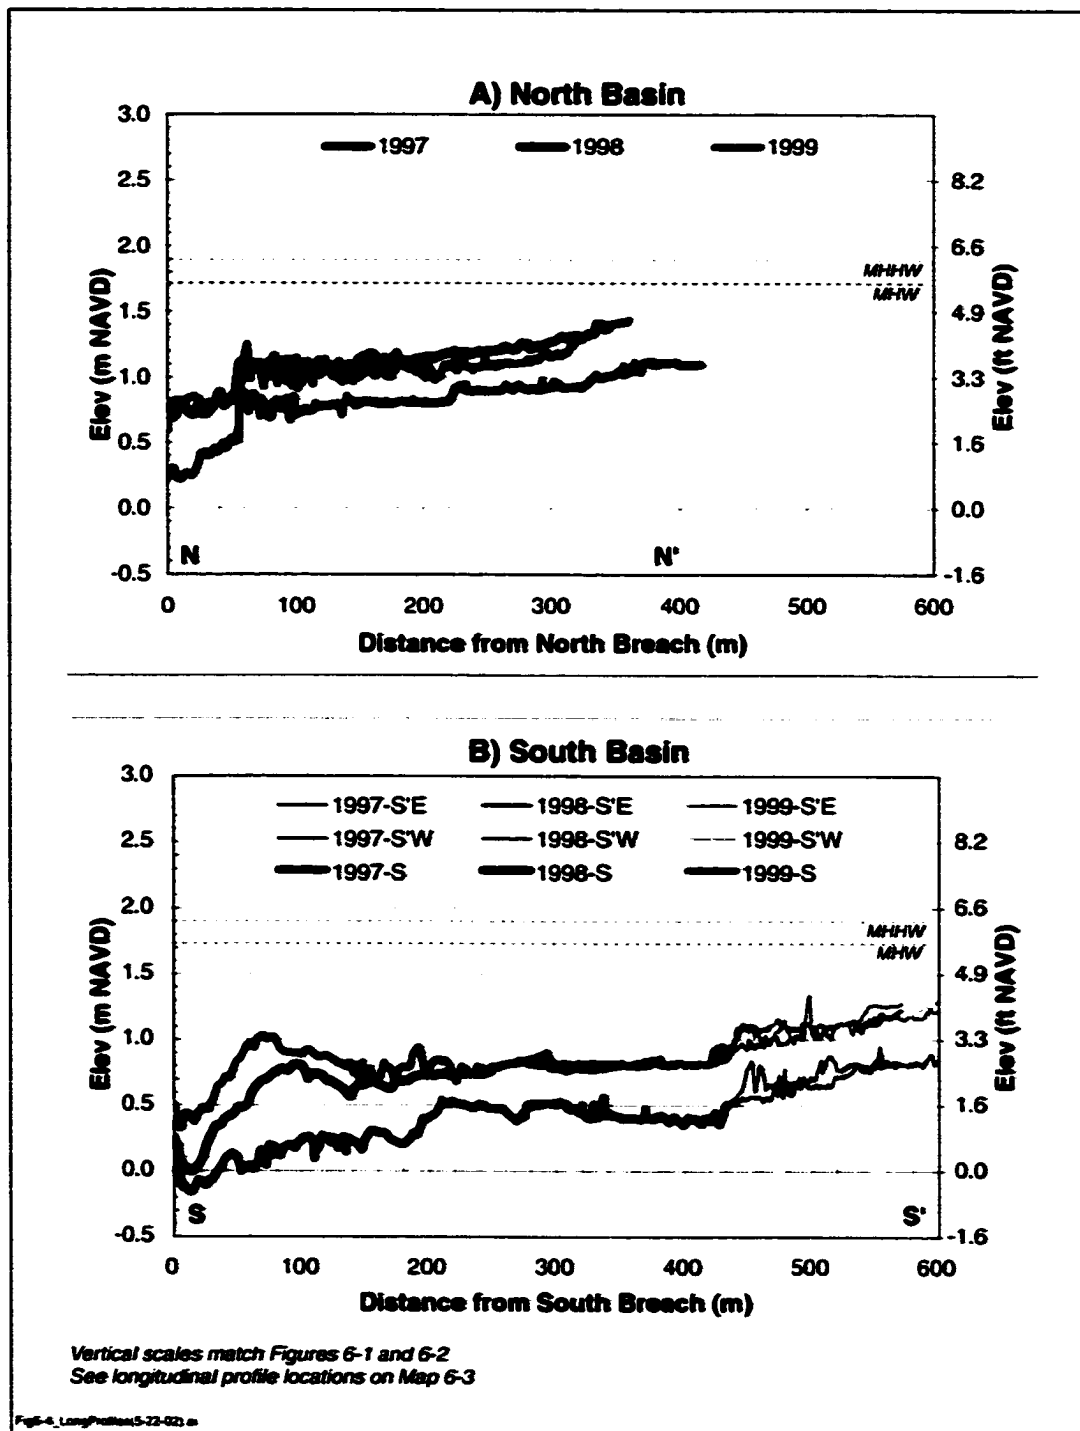 A) North Basin
3.0
1997 1998 1999
2.5 8.2
2.0 6.6
MHHW
MHW
1.5 4.9
1.0 3.3
0.5 1.6
0.0 0.0
N N'
-0.5 -1.6
Elev (m NAVD)
Elev (ft NAVD)
0 100 200 300 400 500 600
Distance from North Breach (m)
B) South Basin
3.0
1997-S'E 1998-S'E 1999-S'E
1997-S'W 1998-S'W 1999-S'W
1997-S 1998-S 1999-S
2.5 8.2
2.0 6.6
MHHW
MHW
1.5 4.9
1.0 3.3
0.5 1.6
0.0 0.0
S S'
-0.5 -1.6
Elev (m NAVD)
Elev (ft NAVD)
0 100 200 300 400 500 600
Distance from South Breach (m)
Vertical scales match Figures 6-1 and 6-2
See longitudinal profile locations on Map 6-3